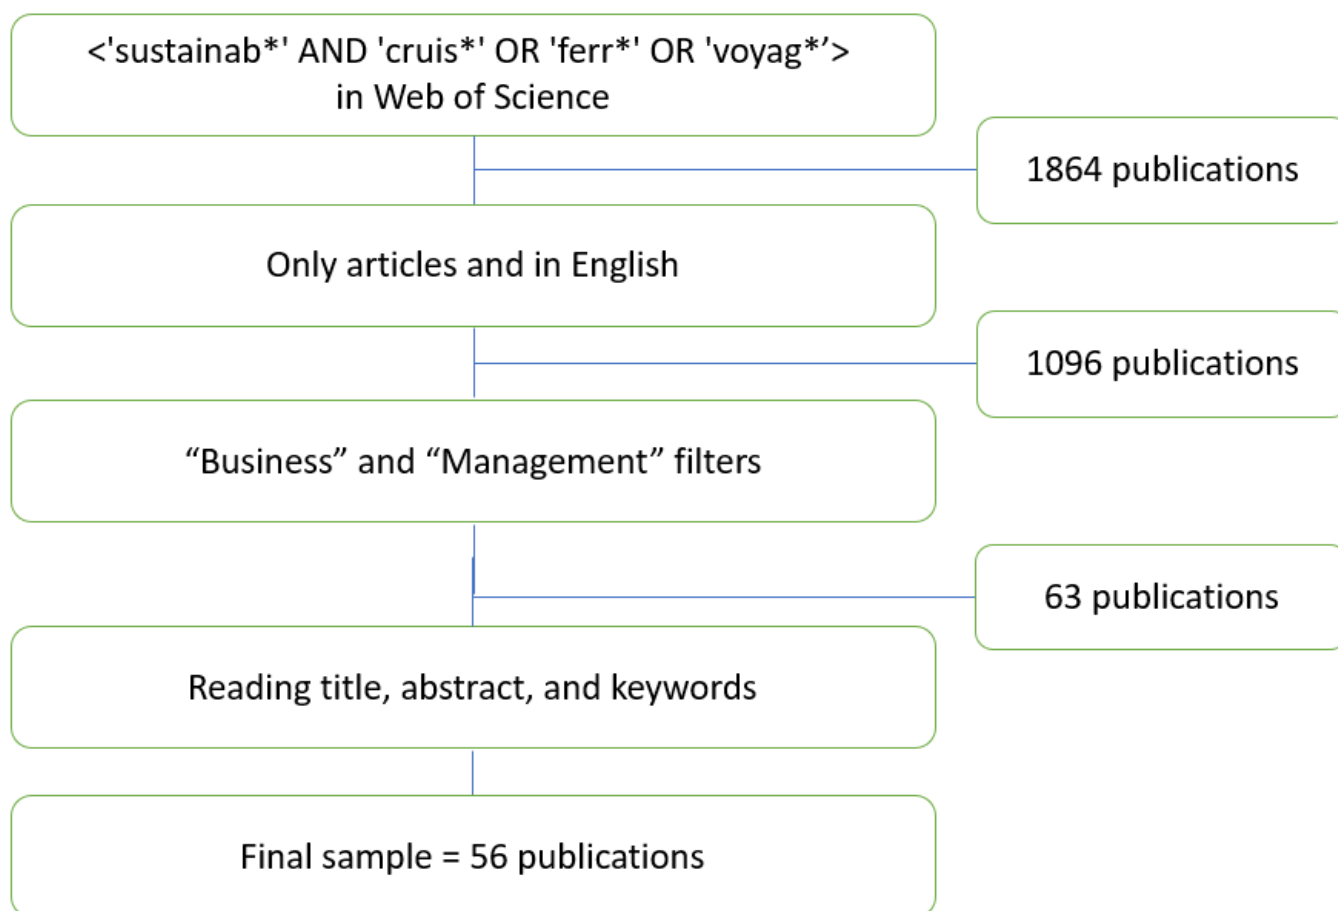 <'sustainab*' AND 'cruis*' OR 'ferr*' OR 'voyag*’>
in Web of Science
1864 publications
Only articles and in English
1096 publications
“Business” and “Management” filters
63 publications
Reading title, abstract, and keywords
Final sample = 56 publications